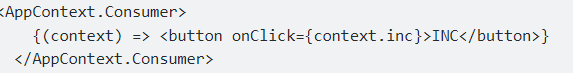 <AppContext.Consumer>
{(context) => <button onClick={context.inc}>INC</button>}
</AppContext.Consumer>